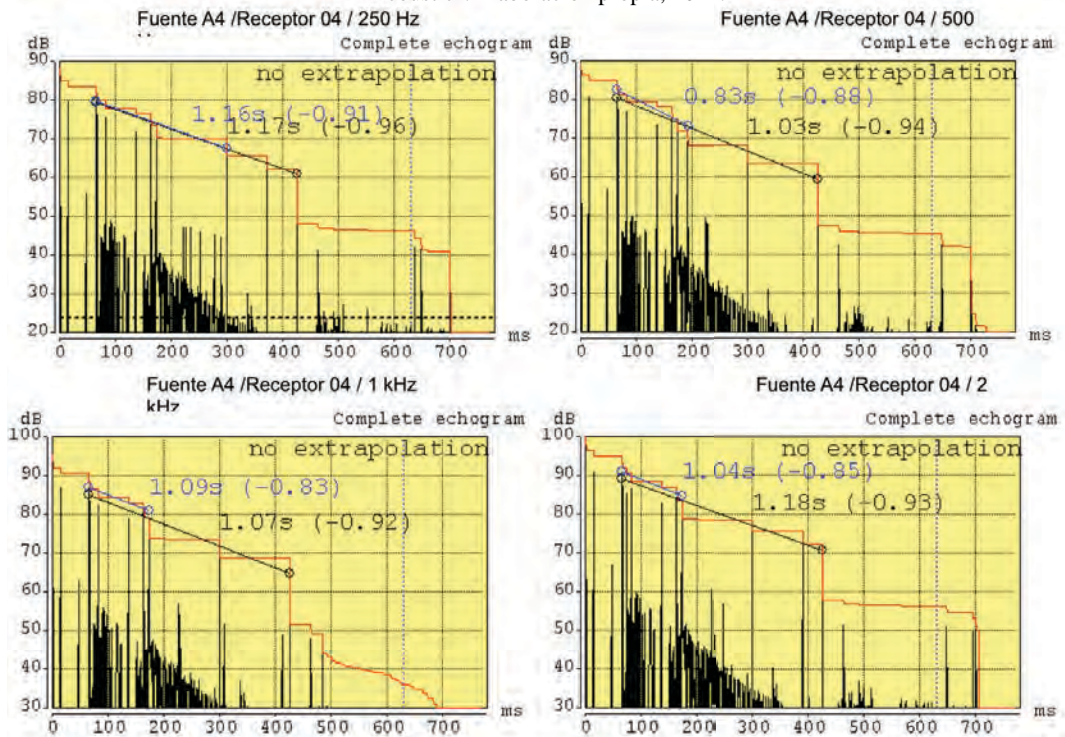 Fuente A4 /Receptor 04 / 250 Hz
dB
Complete echogram
90
no extrapolation
80
1.16s (-0.91)
1.17s (-0.96)
70
60
50
40
30
20
ms
0 100 200 300 400 500 600 700
Fuente A4 /Receptor 04 / 500
dB
Complete echogram
90
no extrapolation
80
0.83s (-0.88)
1.03s (-0.94)
70
60
50
40
30
20
ms
0 100 200 300 400 500 600 700
Fuente A4 /Receptor 04 / 1 kHz
kHz
dB
Complete echogram
100
no extrapolation
90
1.09s (-0.83)
80
1.07s (-0.92)
70
60
50
40
30
ms
0 100 200 300 400 500 600 700
Fuente A4 /Receptor 04 / 2
dB
Complete echogram
100
no extrapolation
90
1.04s (-0.85)
80
1.18s (-0.93)
70
60
50
40
30
ms
0 100 200 300 400 500 600 700